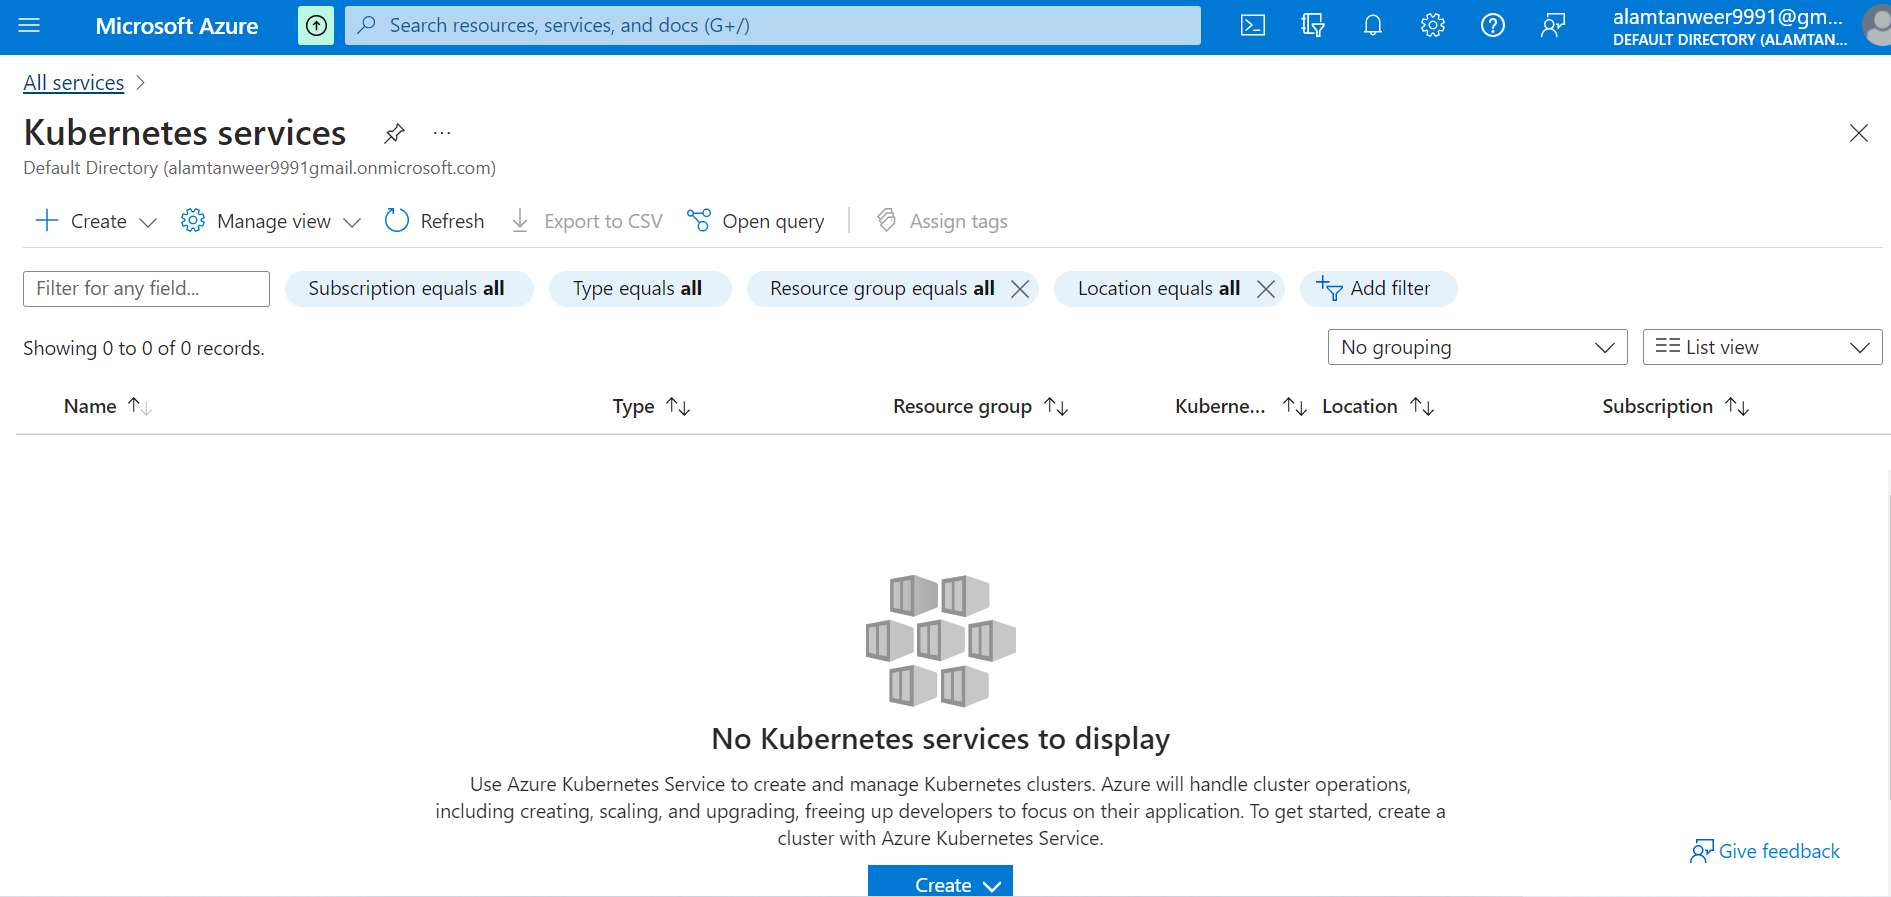 Microsoft Azure
Search resources, services, and docs (G+/)
alamtanweer9991@gm...
DEFAULT DIRECTORY (ALAMTAN...
All services
Kubernetes services
...
Default Directory (alamtanweer9991gmail.onmicrosoft.com)
Create Manage view Refresh Export to CSV Open query Assign tags
Filter for any field... Subscription equals all Type equals all Resource group equals all Location equals all Add filter
Showing 0 to 0 of 0 records. No grouping List view
Name Type Resource group Kuberne... Location Subscription
No Kubernetes services to display
Use Azure Kubernetes Service to create and manage Kubernetes clusters. Azure will handle cluster operations,
including creating, scaling, and upgrading, freeing up developers to focus on their application. To get started, create a
cluster with Azure Kubernetes Service.
Give feedback
Create